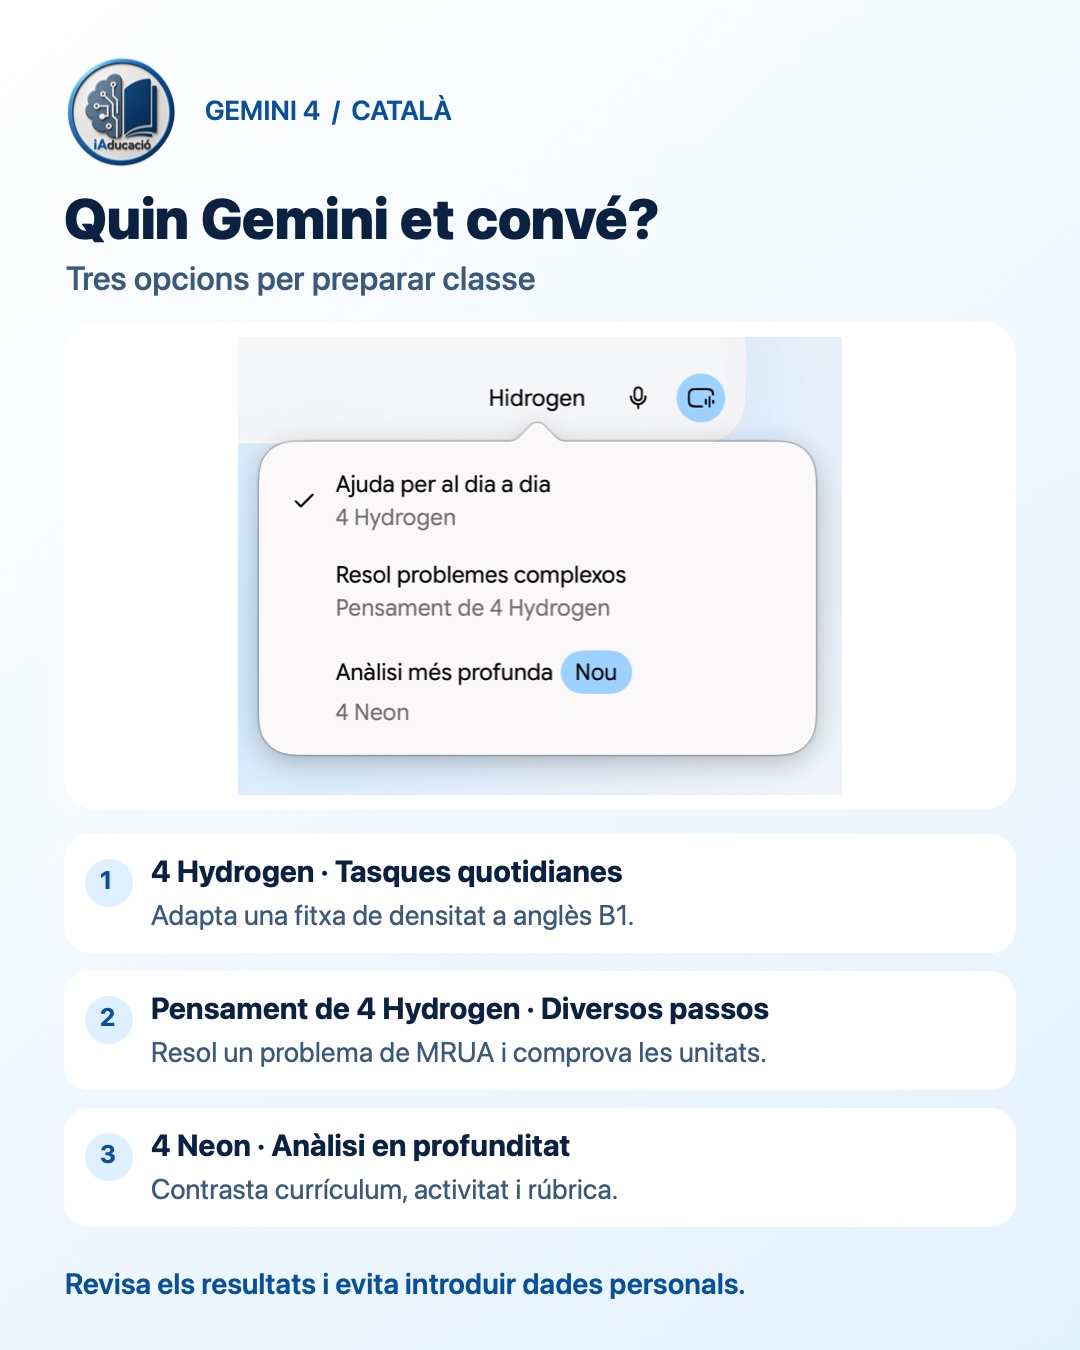 iAducació
GEMINI 4 / CATALÀ
Quin Gemini et convé?
Tres opcions per preparar classe
Hidrogen
Ajuda per al dia a dia
4 Hydrogen
Resol problemes complexos
Pensament de 4 Hydrogen
Anàlisi més profunda Nou
4 Neon
1 4 Hydrogen · Tasques quotidianes
Adapta una fitxa de densitat a anglès B1.
2 Pensament de 4 Hydrogen · Diversos passos
Resol un problema de MRUA i comprova les unitats.
3 4 Neon · Anàlisi en profunditat
Contrasta currículum, activitat i rúbrica.
Revisa els resultats i evita introduir dades personals.